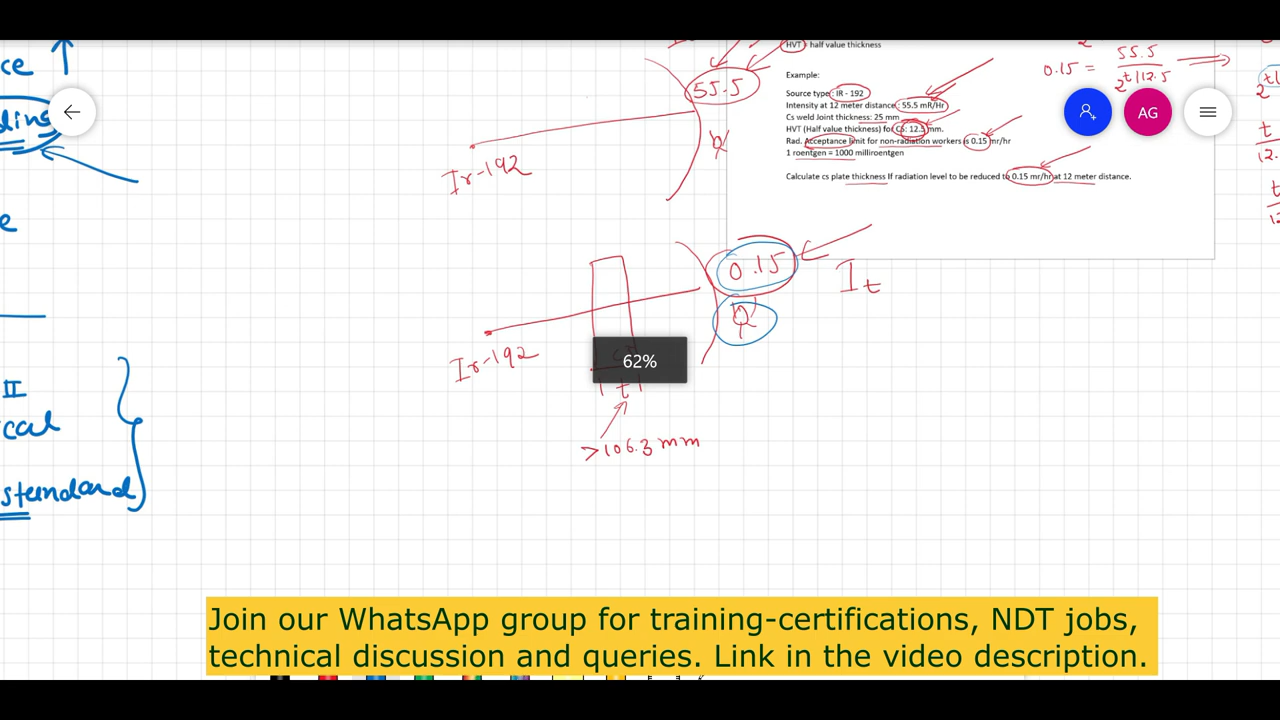 ce
ding
e
II
cal
standard
55.5
Ir-192
HVT : half value thickness
Example:
Source type : IR - 192
Intensity at 12 meter distance : 55.5 mR/Hr
Cs weld Joint thickness: 25 mm
HVT (Half value thickness) for CS: 12.5 mm.
Rad. Acceptance limit for non-radiation workers is 0.15 mr/hr
1 roentgen = 1000 milliroentgen
Calculate cs plate thickness If radiation level to be reduced to 0.15 mr/hr at 12 meter distance.
0.15 = 55.5
2t/12.5
AG
t
12.
t
12
0.15
It
Ir-192
62%
t
>106.3 mm
Join our WhatsApp group for training-certifications, NDT jobs,
technical discussion and queries. Link in the video description.